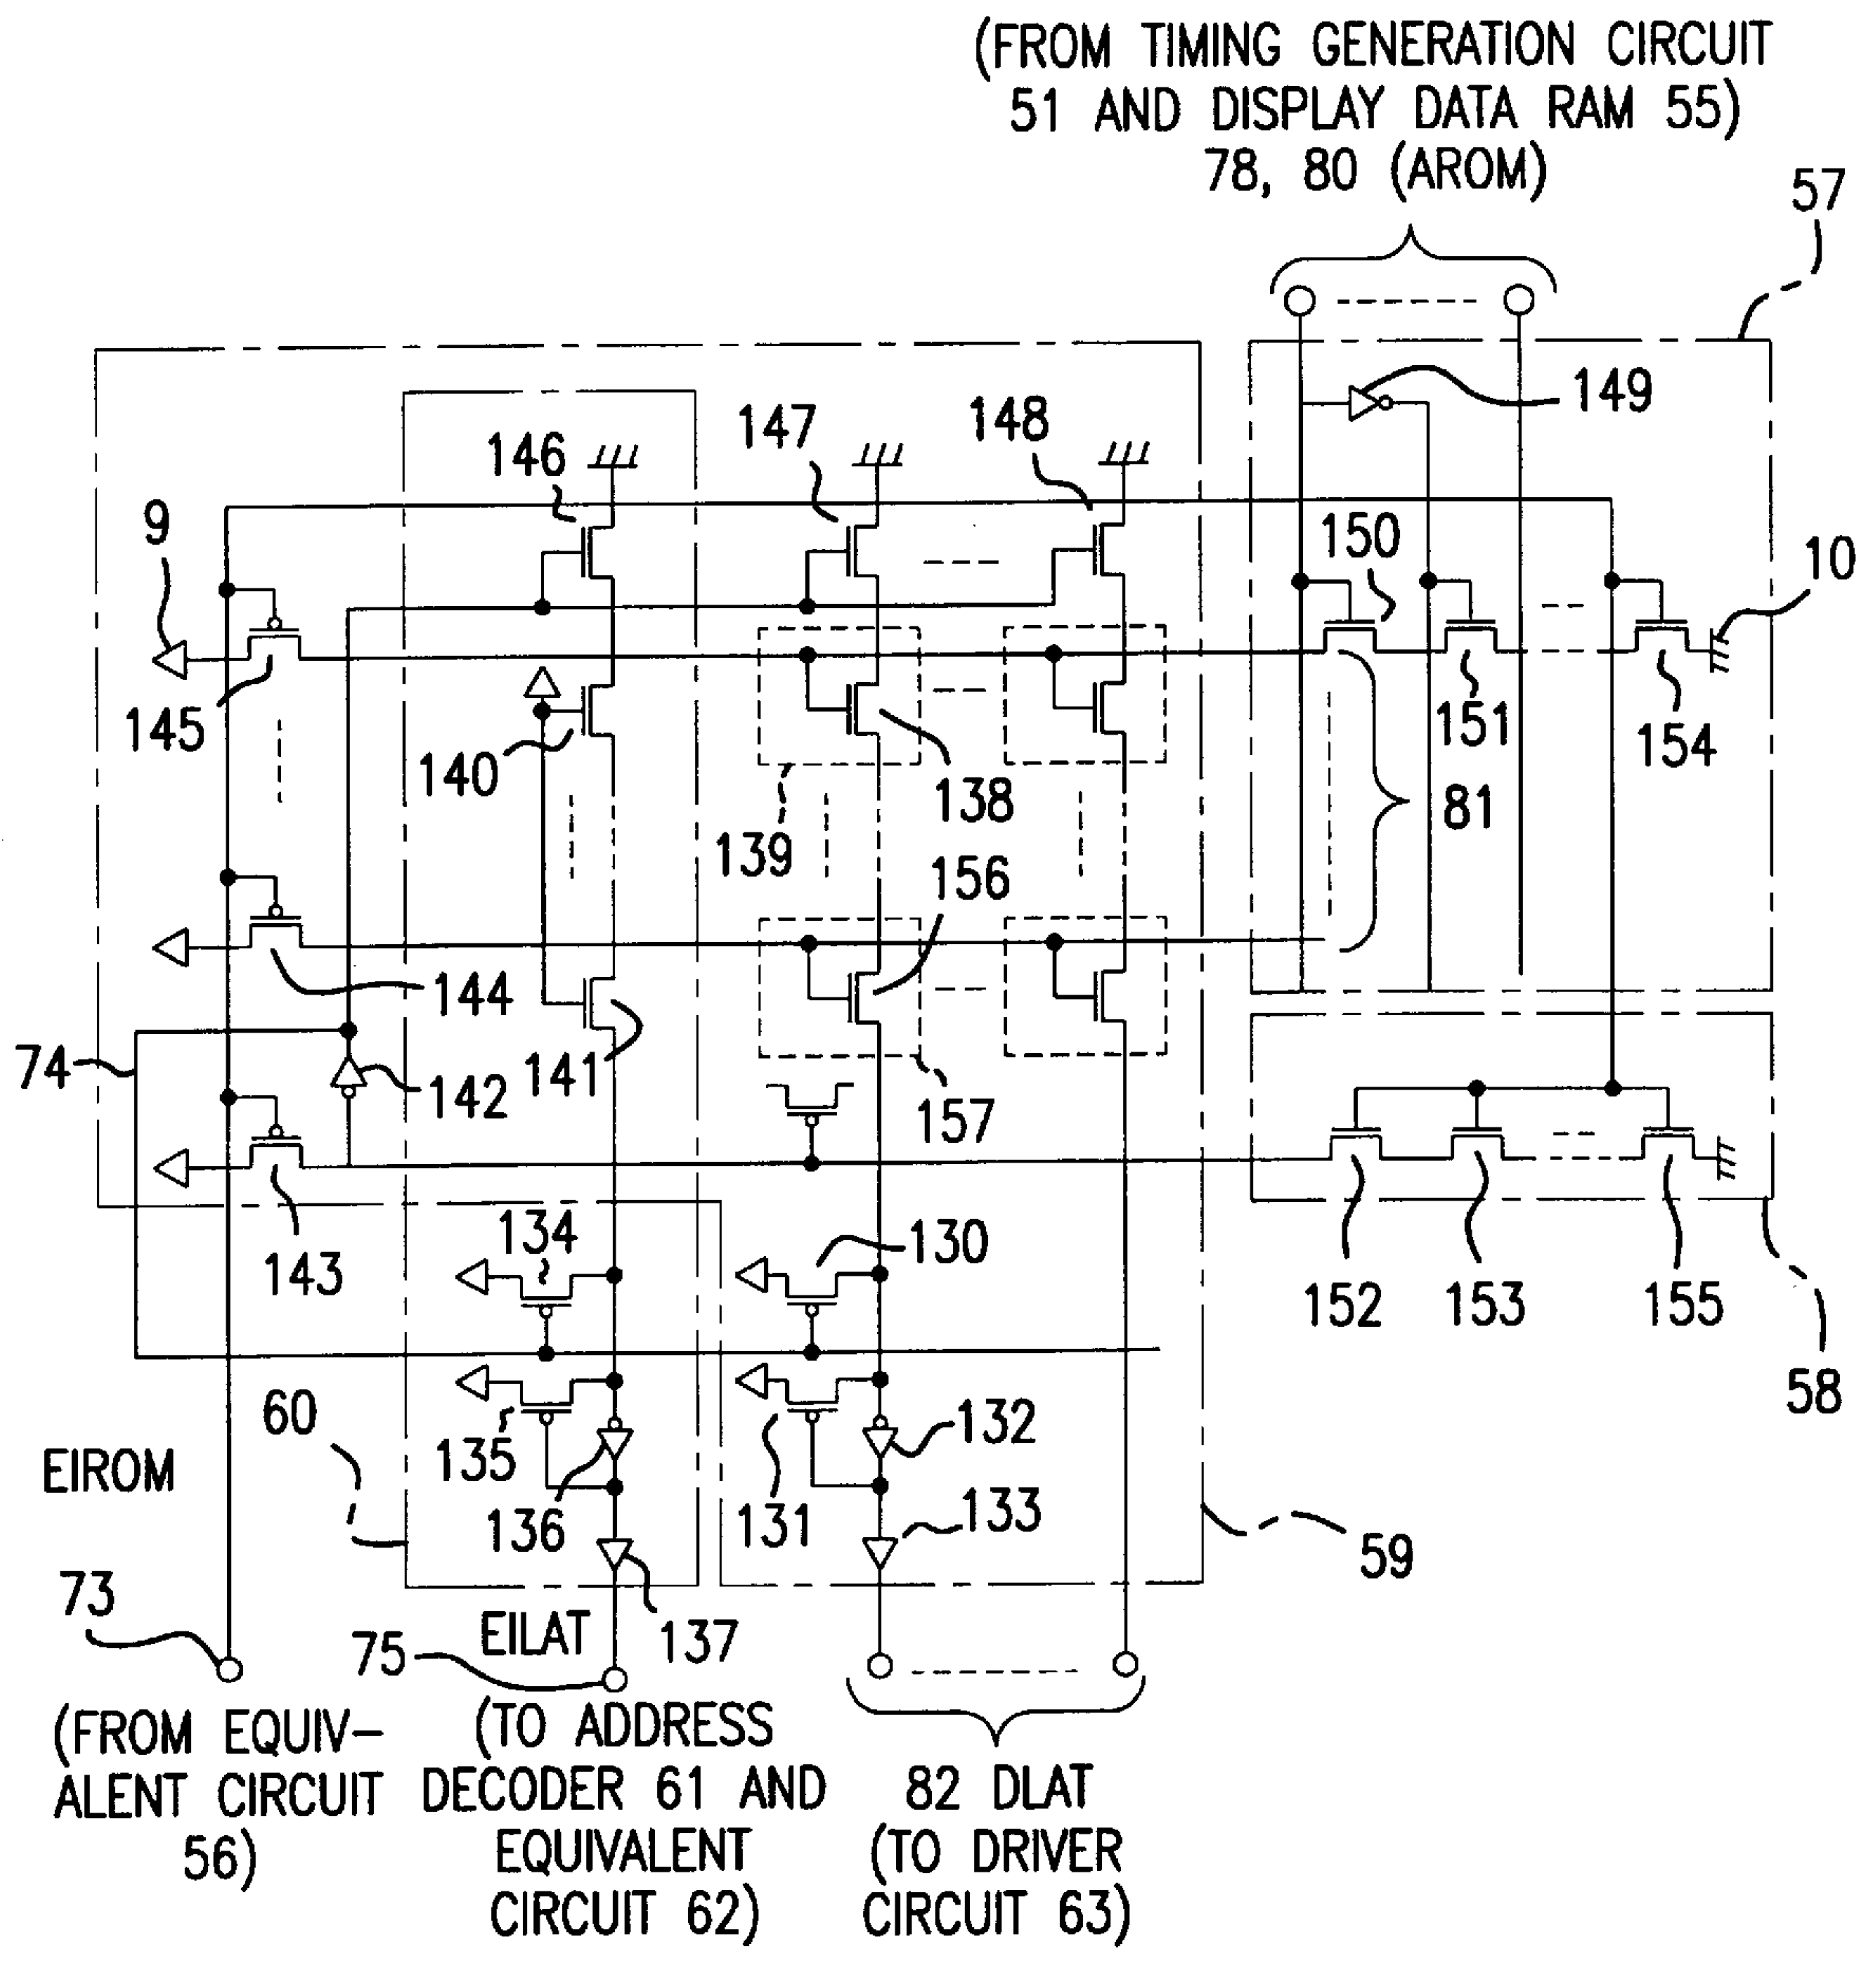 (FROM TIMING GENERATION CIRCUIT
51 AND DISPLAY DATA RAM 55)
78, 80 (AROM)
57
149
147
148
146
9
150
10
145
140
151
154
138
81
139
156
144
74
142
141
157
143
134
130
152
153
155
58
60
135
132
EIROM
136
131
133
59
73
EILAT
137
75
(FROM EQUIV-
ALENT CIRCUIT
56)
(TO ADDRESS
DECODER 61 AND
EQUIVALENT
CIRCUIT 62)
82 DLAT
(TO DRIVER
CIRCUIT 63)